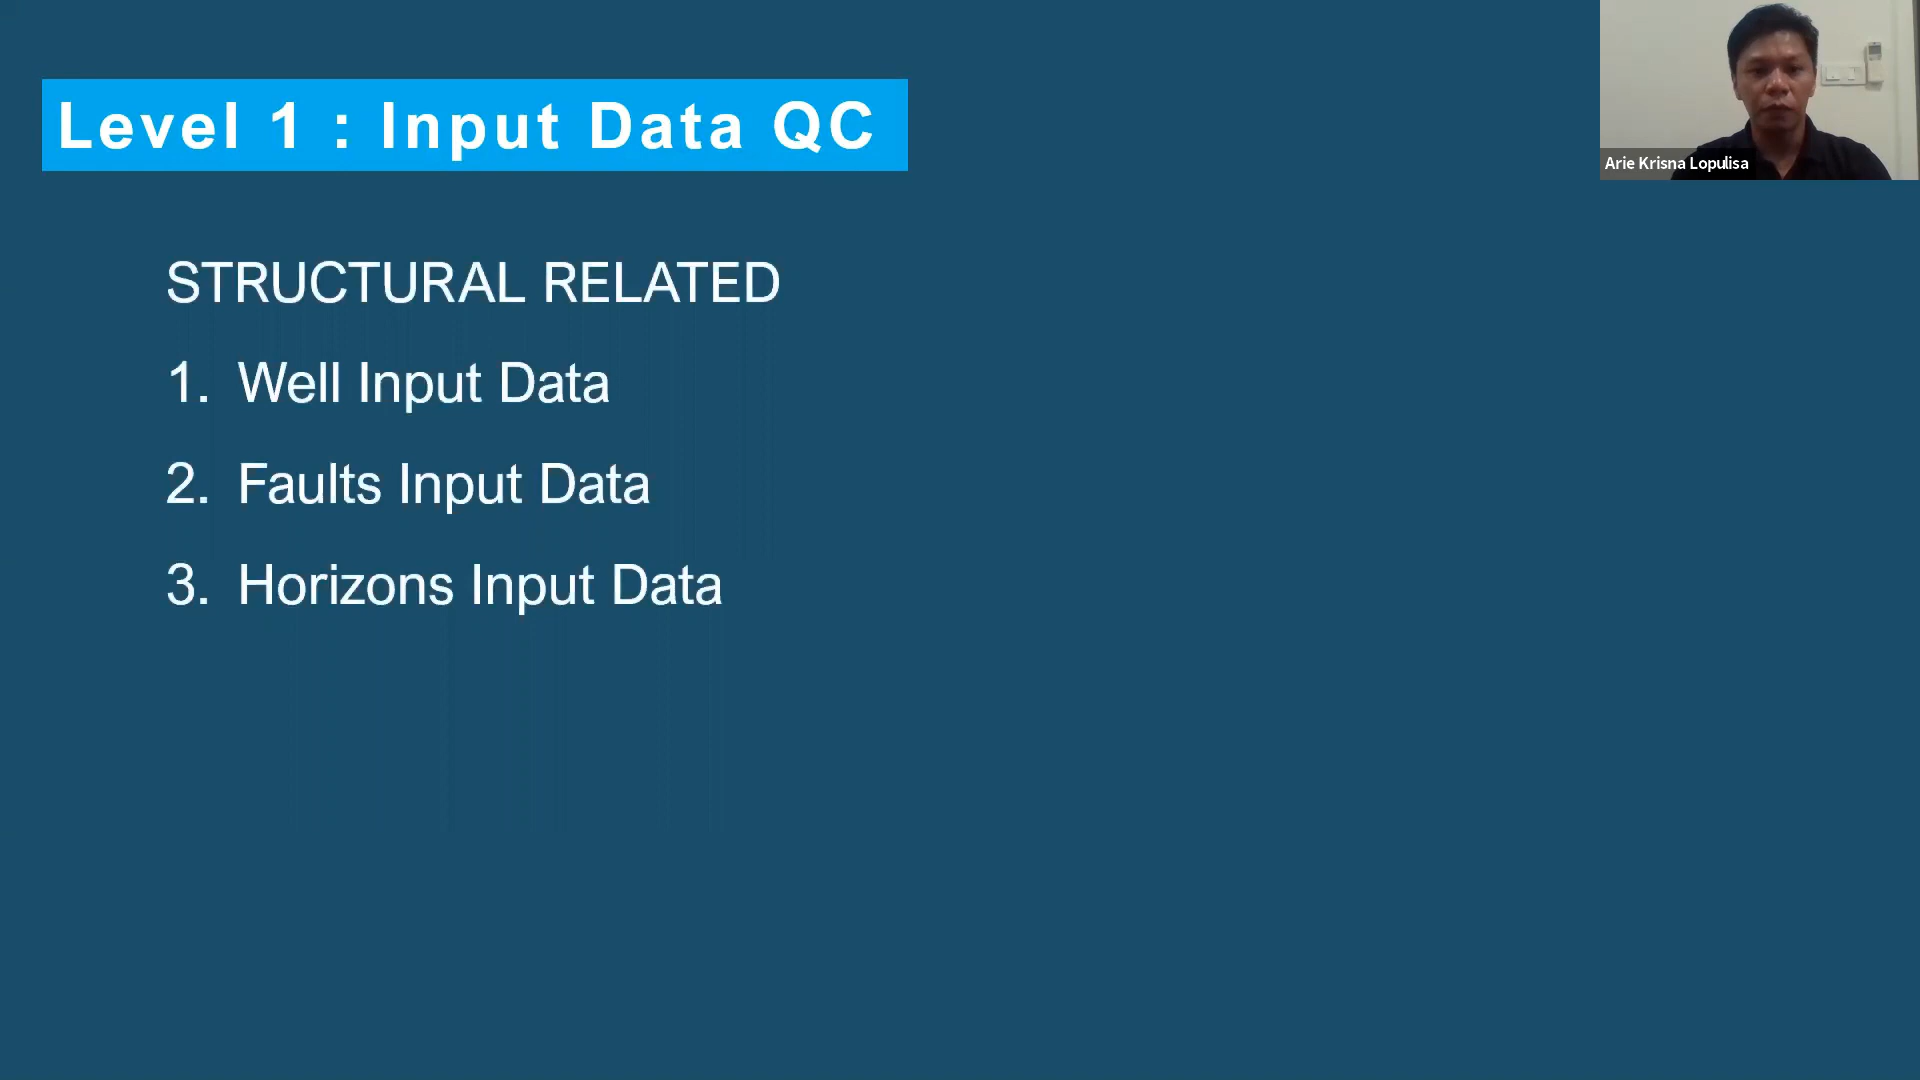 Level 1 : Input Data QC
Arie Krisna Lopulisa
STRUCTURAL RELATED
1. Well Input Data
2. Faults Input Data
3. Horizons Input Data